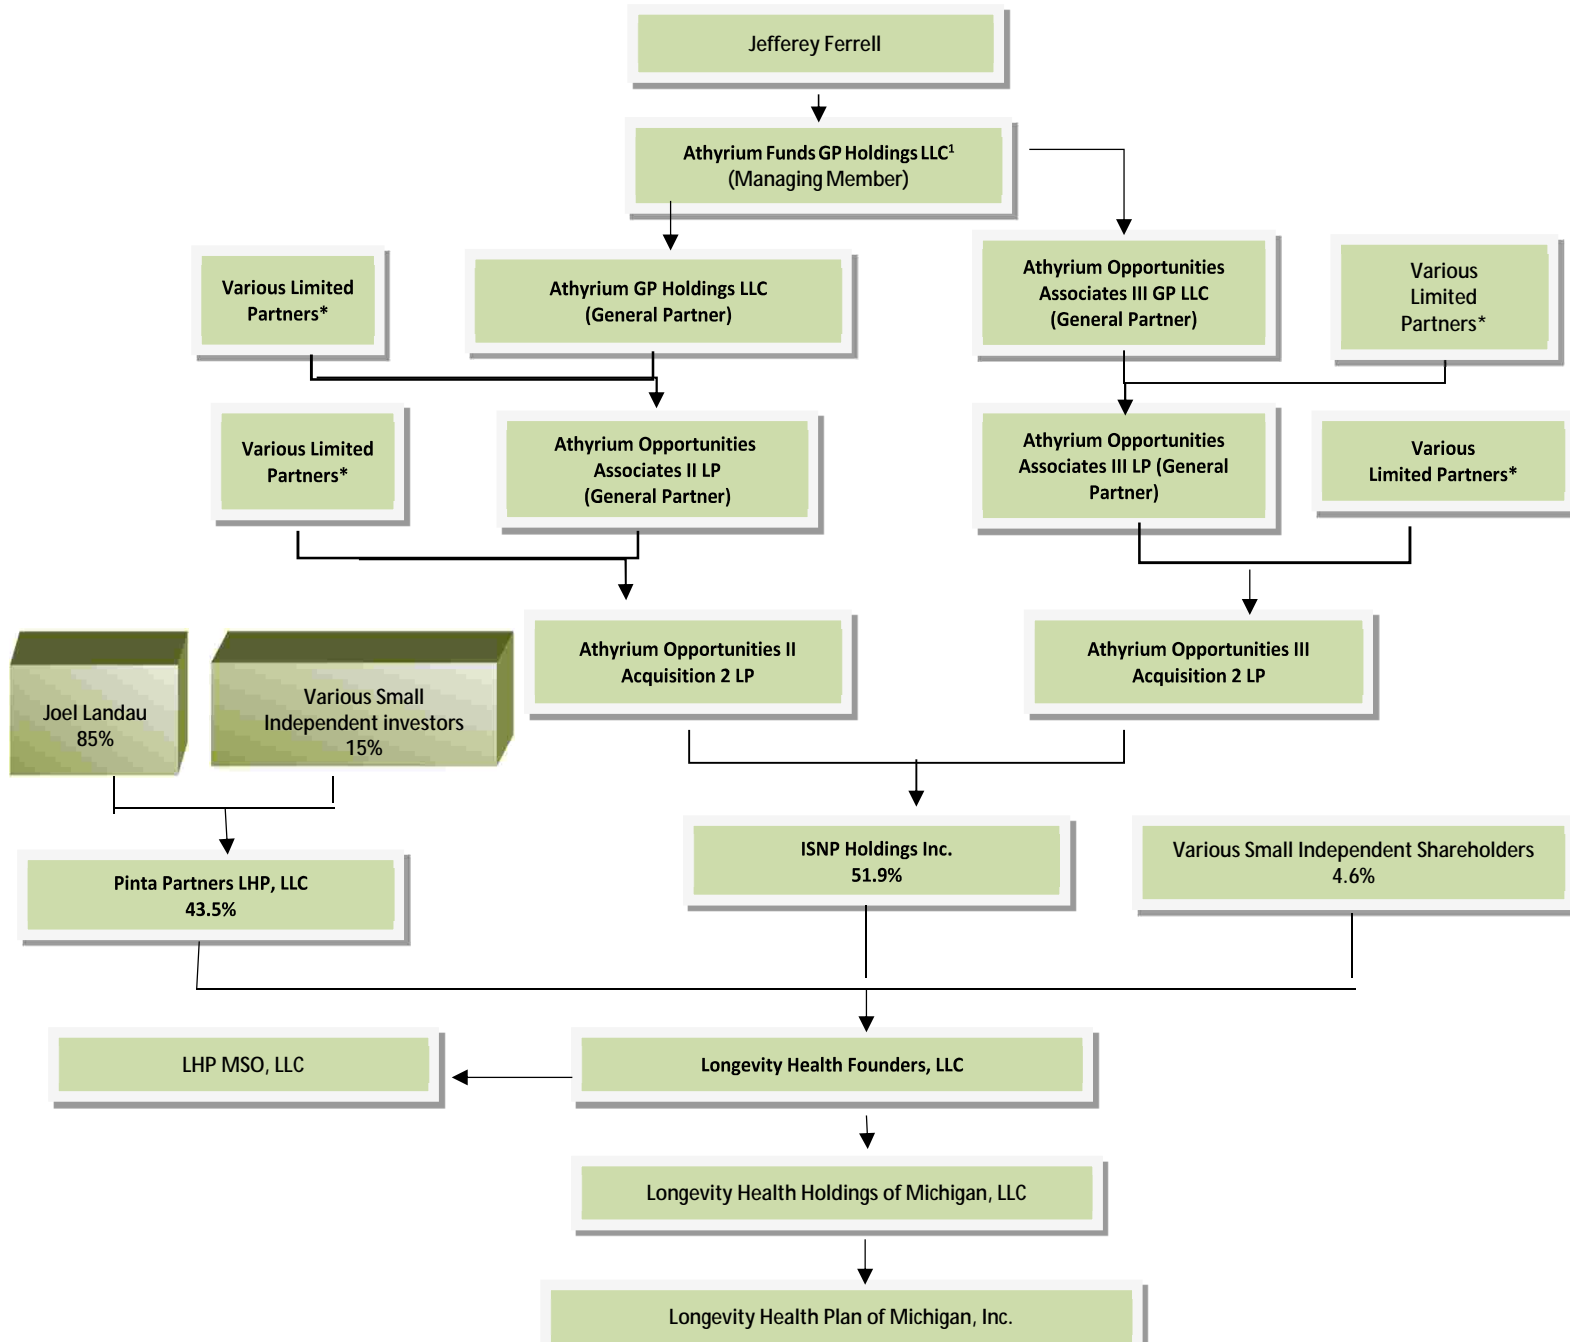 Jefferey Ferrell
Athyrium Funds GP Holdings LLC¹
(Managing Member)
Various Limited
Partners*
Athyrium GP Holdings LLC
(General Partner)
Athyrium Opportunities
Associates III GP LLC
(General Partner)
Various
Limited
Partners*
Various Limited
Partners*
Athyrium Opportunities
Associates II LP
(General Partner)
Athyrium Opportunities
Associates III LP (General
Partner)
Various
Limited Partners*
Joel Landau
85%
Various Small
Independent investors
15%
Athyrium Opportunities II
Acquisition 2 LP
Athyrium Opportunities III
Acquisition 2 LP
Pinta Partners LHP, LLC
43.5%
ISNP Holdings Inc.
51.9%
Various Small Independent Shareholders
4.6%
LHP MSO, LLC
Longevity Health Founders, LLC
Longevity Health Holdings of Michigan, LLC
Longevity Health Plan of Michigan, Inc.